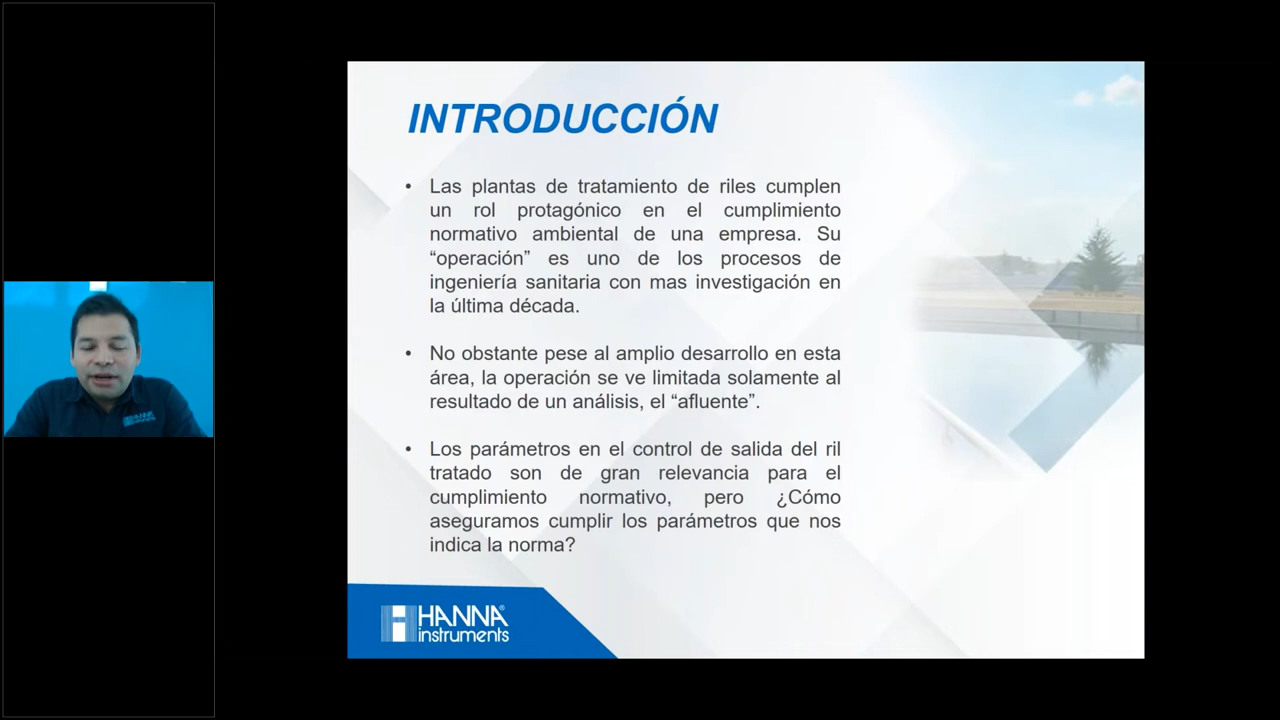 INTRODUCCIÓN
• Las plantas de tratamiento de riles cumplen
un rol protagónico en el cumplimiento
normativo ambiental de una empresa. Su
“operación” es uno de los procesos de
ingeniería sanitaria con mas investigación en
la última década.
• No obstante pese al amplio desarrollo en esta
área, la operación se ve limitada solamente al
resultado de un análisis, el “afluente”.
• Los parámetros en el control de salida del ril
tratado son de gran relevancia para el
cumplimiento normativo, pero ¿Cómo
aseguramos cumplir los parámetros que nos
indica la norma?
HANNA®
instruments
HANNA
instruments